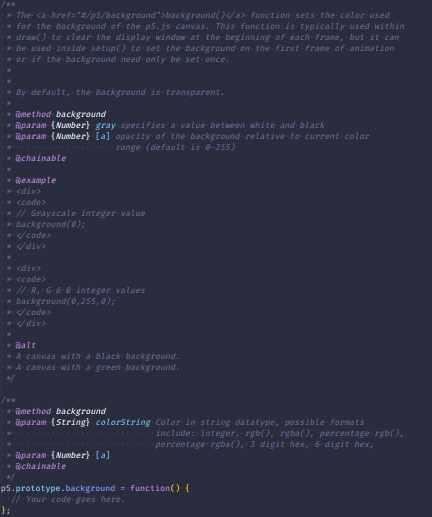 /**
* The <a href="#/p5/background">background()</a> function sets the color used
* for the background of the p5.js canvas. This function is typically used within
* draw() to clear the display window at the beginning of each frame, but it can
* be used inside setup() to set the background on the first frame of animation
* or if the background need only be set once.
*
*
* By default, the background is transparent.
*
* @method background
* @param {Number} gray specifies a value between white and black
* @param {Number} [a] opacity of the background relative to current color
* range (default is 0-255)
* @chainable
*
* @example
* <div>
* <code>
* // Grayscale integer value
* background(0);
* </code>
* </div>
*
* <div>
* <code>
* // R, G & B integer values
* background(0,255,0);
* </code>
* </div>
*
* @alt
* A canvas with a black background.
* A canvas with a green background.
*/
/**
* @method background
* @param {String} colorString Color in string datatype, possible formats
* include: integer, rgb(), rgba(), percentage rgb(),
* percentage rgba(), 3 digit hex, 6 digit hex,
* @param {Number} [a]
* @chainable
*/
p5.prototype.background = function() {
// Your code goes here.
};